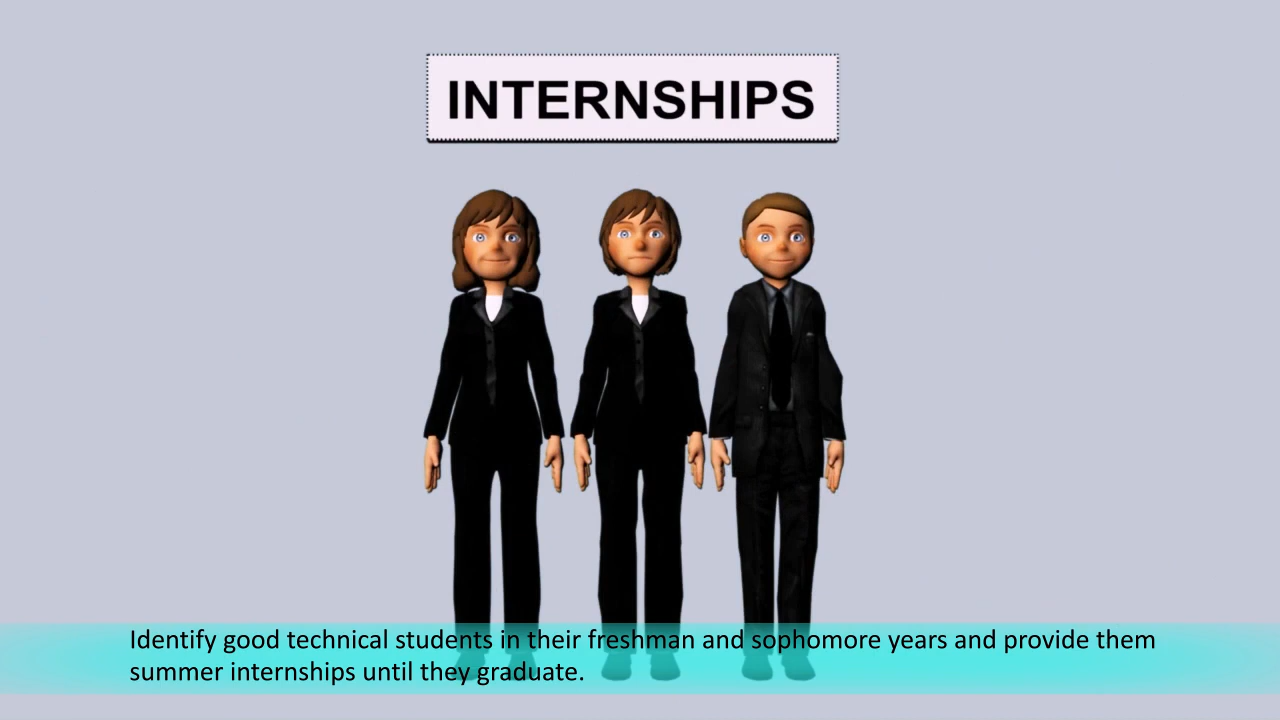 INTERNSHIPS
Identify good technical students in their freshman and sophomore years and provide them
summer internships until they graduate.